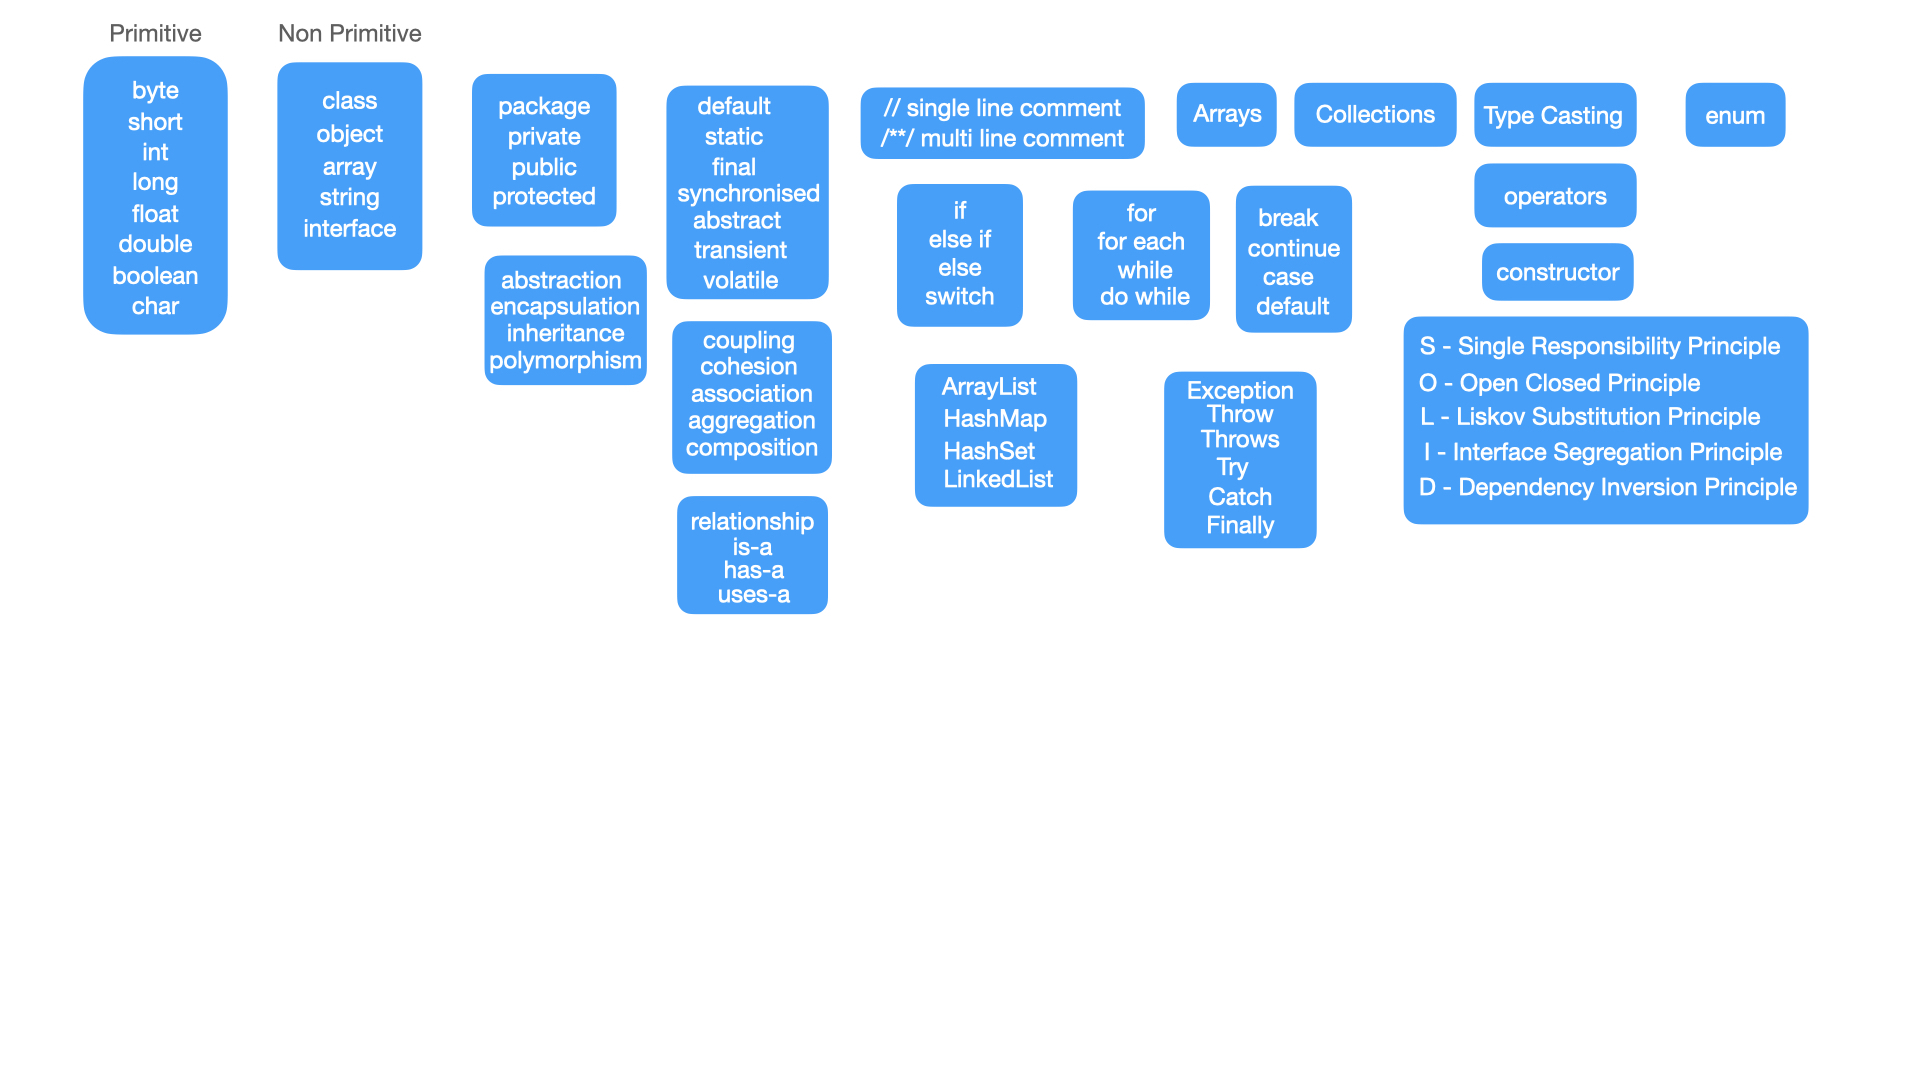 Primitive
byte
short
int
long
float
double
boolean
char
Non Primitive
class
object
array
string
interface
package
private
public
protected
abstraction
encapsulation
inheritance
polymorphism
default
static
final
synchronised
abstract
transient
volatile
coupling
cohesion
association
aggregation
composition
relationship
is-a
has-a
uses-a
// single line comment
/**/ multi line comment
if
else if
else
switch
ArrayList
HashMap
HashSet
LinkedList
for
for each
while
do while
Arrays
break
continue
case
default
Exception
Throw
Throws
Try
Catch
Finally
Collections
Type Casting
operators
constructor
S - Single Responsibility Principle
O - Open Closed Principle
L - Liskov Substitution Principle
I - Interface Segregation Principle
D - Dependency Inversion Principle
enum